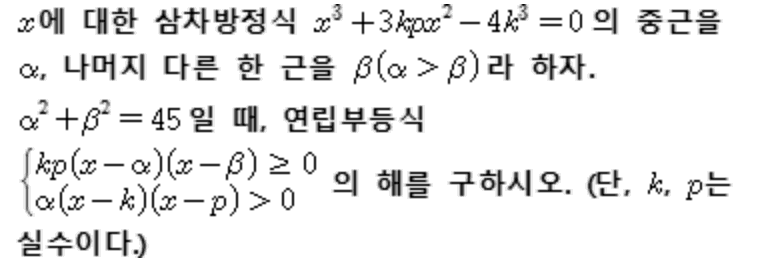 x에 대한 삼차방정식 x³+3kpx²−4k³=0의 중근을
α, 나머지 다른 한 근을 β(α>β)라 하자.
α²+β²=45일 때, 연립부등식
{kp(x−α)(x−β)≥0
{α(x−k)(x−p)>0 의 해를 구하시오. (단, k, p는
실수이다.)